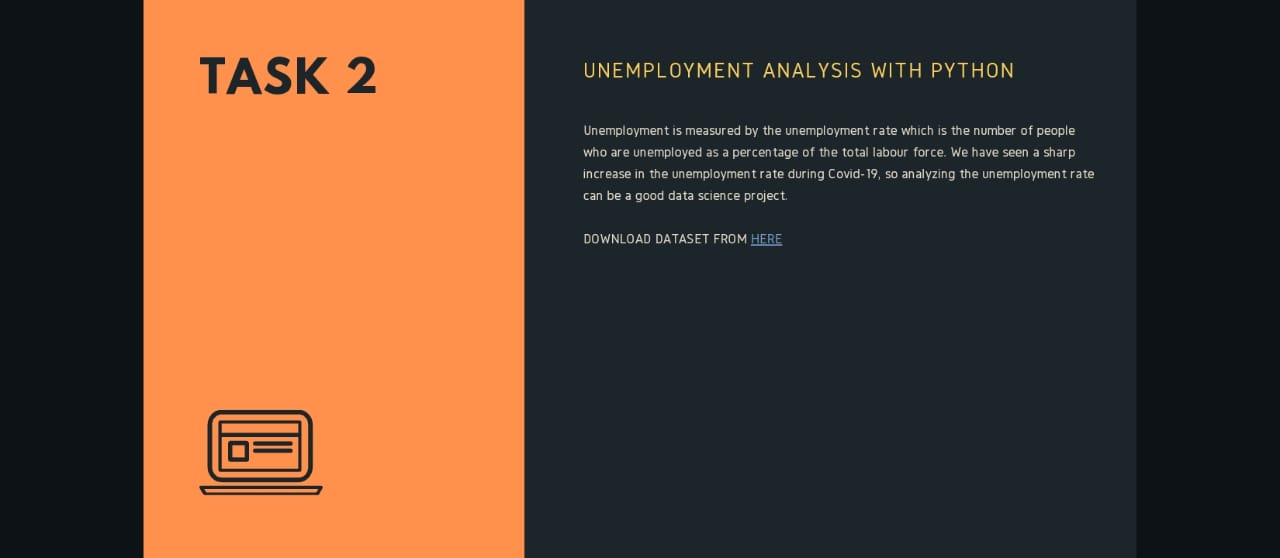 TASK 2
UNEMPLOYMENT ANALYSIS WITH PYTHON
Unemployment is measured by the unemployment rate which is the number of people
who are unemployed as a percentage of the total labour force. We have seen a sharp
increase in the unemployment rate during Covid-19, so analyzing the unemployment rate
can be a good data science project.
DOWNLOAD DATASET FROM HERE